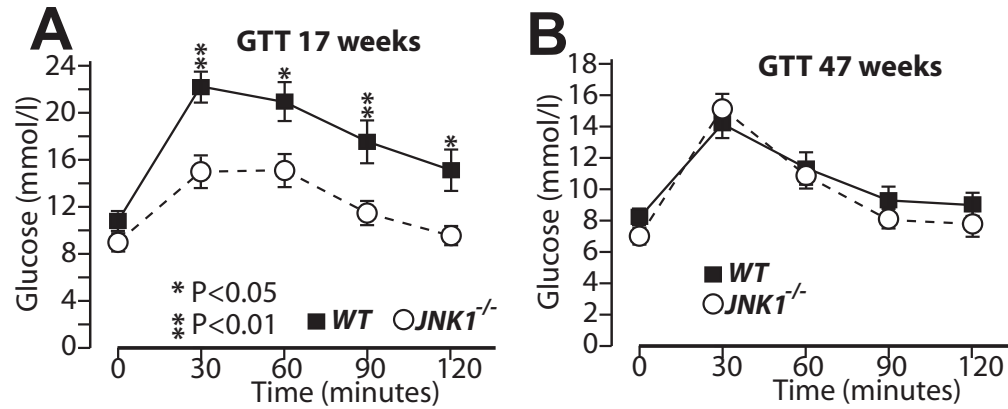 A
GTT 17 weeks
24
20
16
12
8
4
0
Glucose (mmol/l)
**
*
**
*
* P<0.05
** P<0.01
WT JNK1-/-
0 30 60 90 120
Time (minutes)
B
GTT 47 weeks
18
16
14
12
10
8
6
4
2
0
Glucose (mmol/l)
WT
JNK1-/-
0 30 60 90 120
Time (minutes)